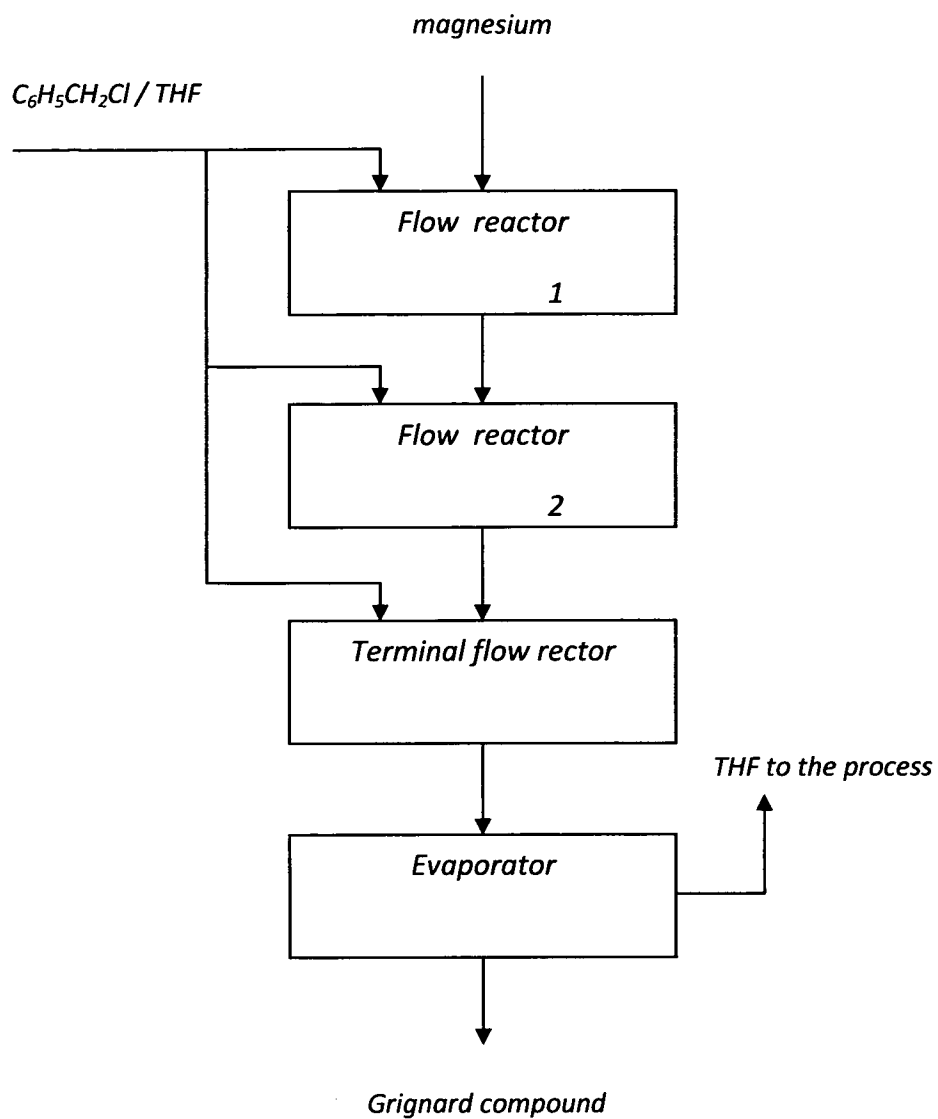 magnesium
C₆H₅CH₂Cl / THF
Flow reactor
1
Flow reactor
2
Terminal flow rector
THF to the process
Evaporator
Grignard compound